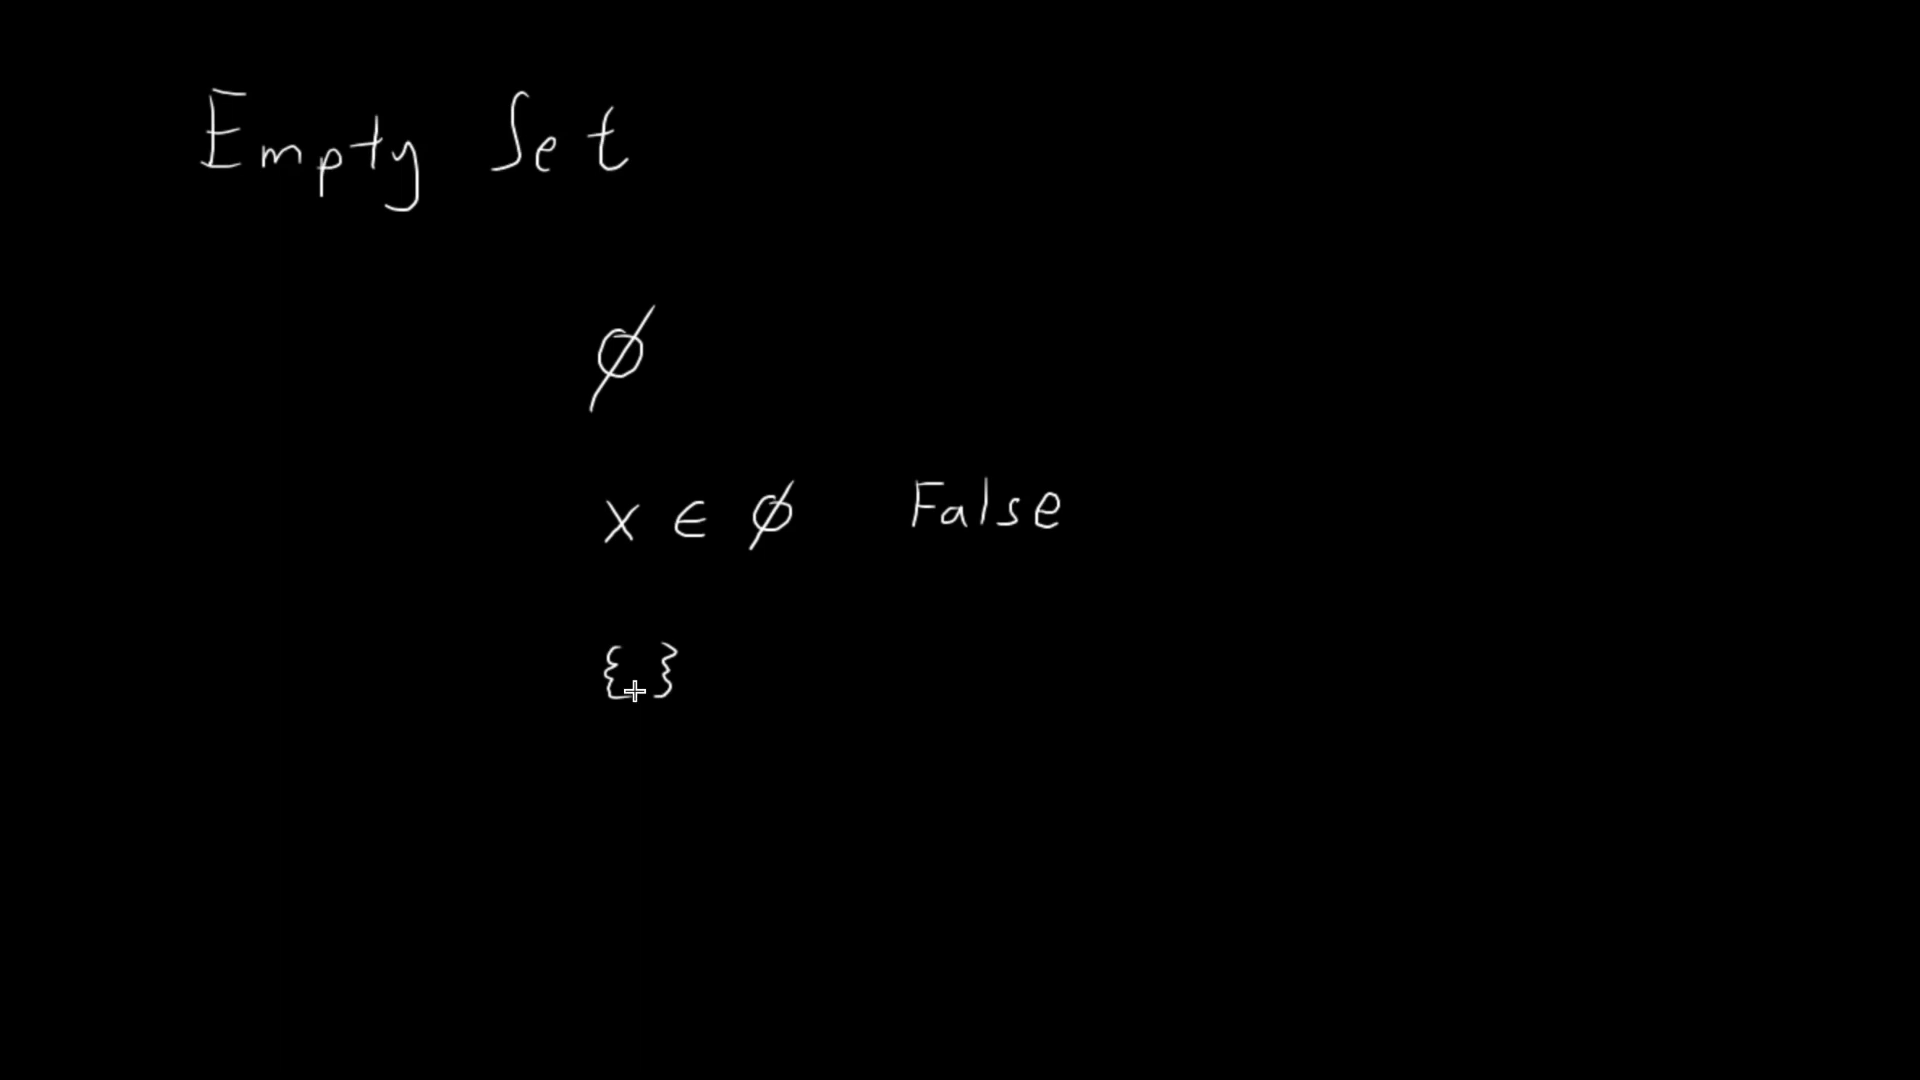 Empty Set
∅
x ∈ ∅ False
{ }